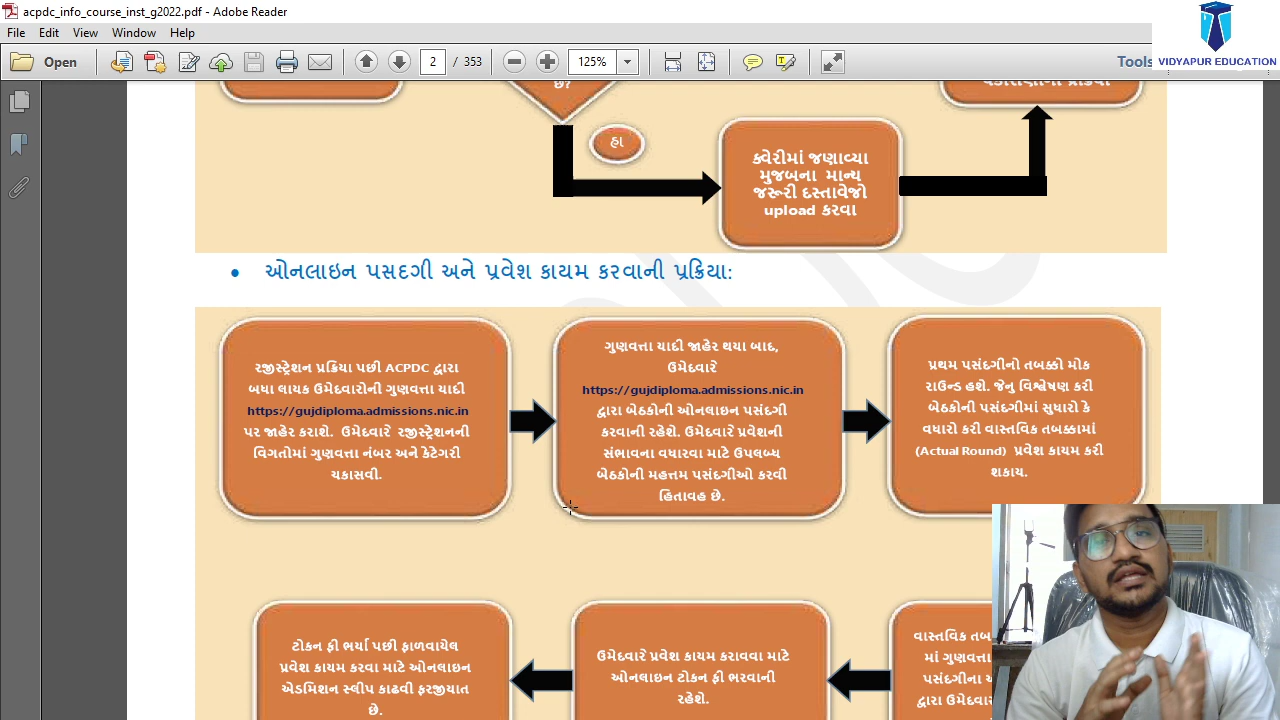 acpdc_info_course_inst_g2022.pdf - Adobe Reader
File Edit View Window Help
Open
2 / 353
125%
Tools
VIDYAPUR EDUCATION
છે?
હા
ક્વેરીમાં જણાવ્યા
મુજબના માન્ય
જરૂરી દસ્તાવેજો
upload કરવા
• ઓનલાઇન પસદગી અને પ્રવેશ કાયમ કરવાની પ્રક્રિયા:
રજીસ્ટ્રેશન પ્રક્રિયા પછી ACPDC દ્વારા
બધા લાયક ઉમેદવારોની ગુણવત્તા યાદી
https://gujdiploma.admissions.nic.in
પર જાહેર કરાશે. ઉમેદવારે રજીસ્ટ્રેશનની
વિગતોમાં ગુણવત્તા નંબર અને કેટેગરી
ચકાસવી.
ગુણવત્તા યાદી જાહેર થયા બાદ,
ઉમેદવારે
https://gujdiploma.admissions.nic.in
દ્વારા બેઠકોની ઓનલાઇન પસંદગી
કરવાની રહેશે. ઉમેદવારે પ્રવેશની
સંભાવના વધારવા માટે ઉપલબ્ધ
બેઠકોની મહત્તમ પસંદગીઓ કરવી
હિતાવહ છે.
પ્રથમ પસંદગીનો તબક્કો મોક
રાઉન્ડ હશે. જેનુ વિશ્લેષણ કરી
બેઠકોની પસંદગીમાં સુધારો કે
વધારો કરી વાસ્તવિક તબક્કામાં
(Actual Round) પ્રવેશ કાયમ કરી
શકાય.
ટોકન ફી ભર્યા પછી ફાળવાયેલ
પ્રવેશ કાયમ કરવા માટે ઓનલાઇન
એડમિશન સ્લીપ કાઢવી ફરજીયાત
છે.
ઉમેદવારે પ્રવેશ કાયમ કરાવવા માટે
ઓનલાઇન ટોકન ફી ભરવાની
રહેશે.
વાસ્તવિક
માં ગુણવત્તા
પસંદગીના
દ્વારા